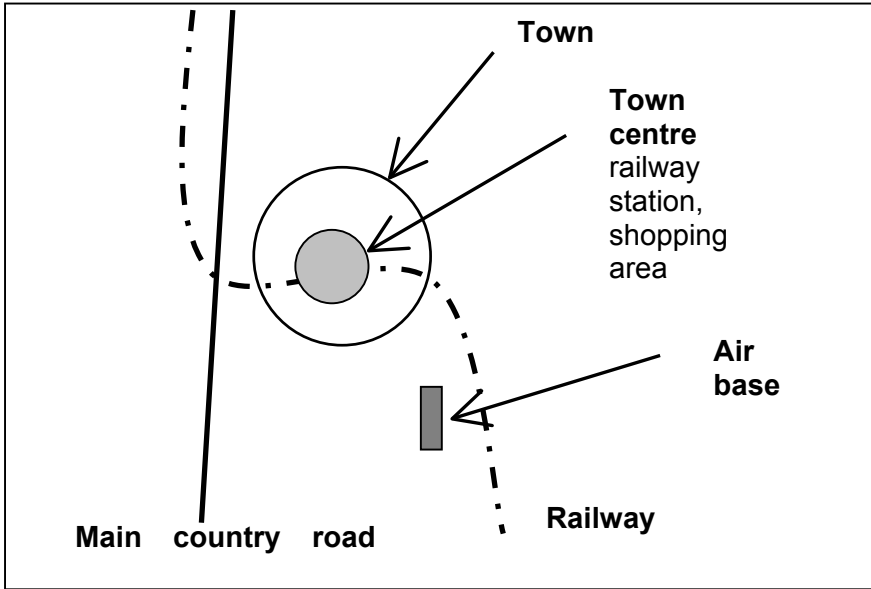 Town
Town
centre
railway
station,
shopping
area
Air
base
Railway
Main country road